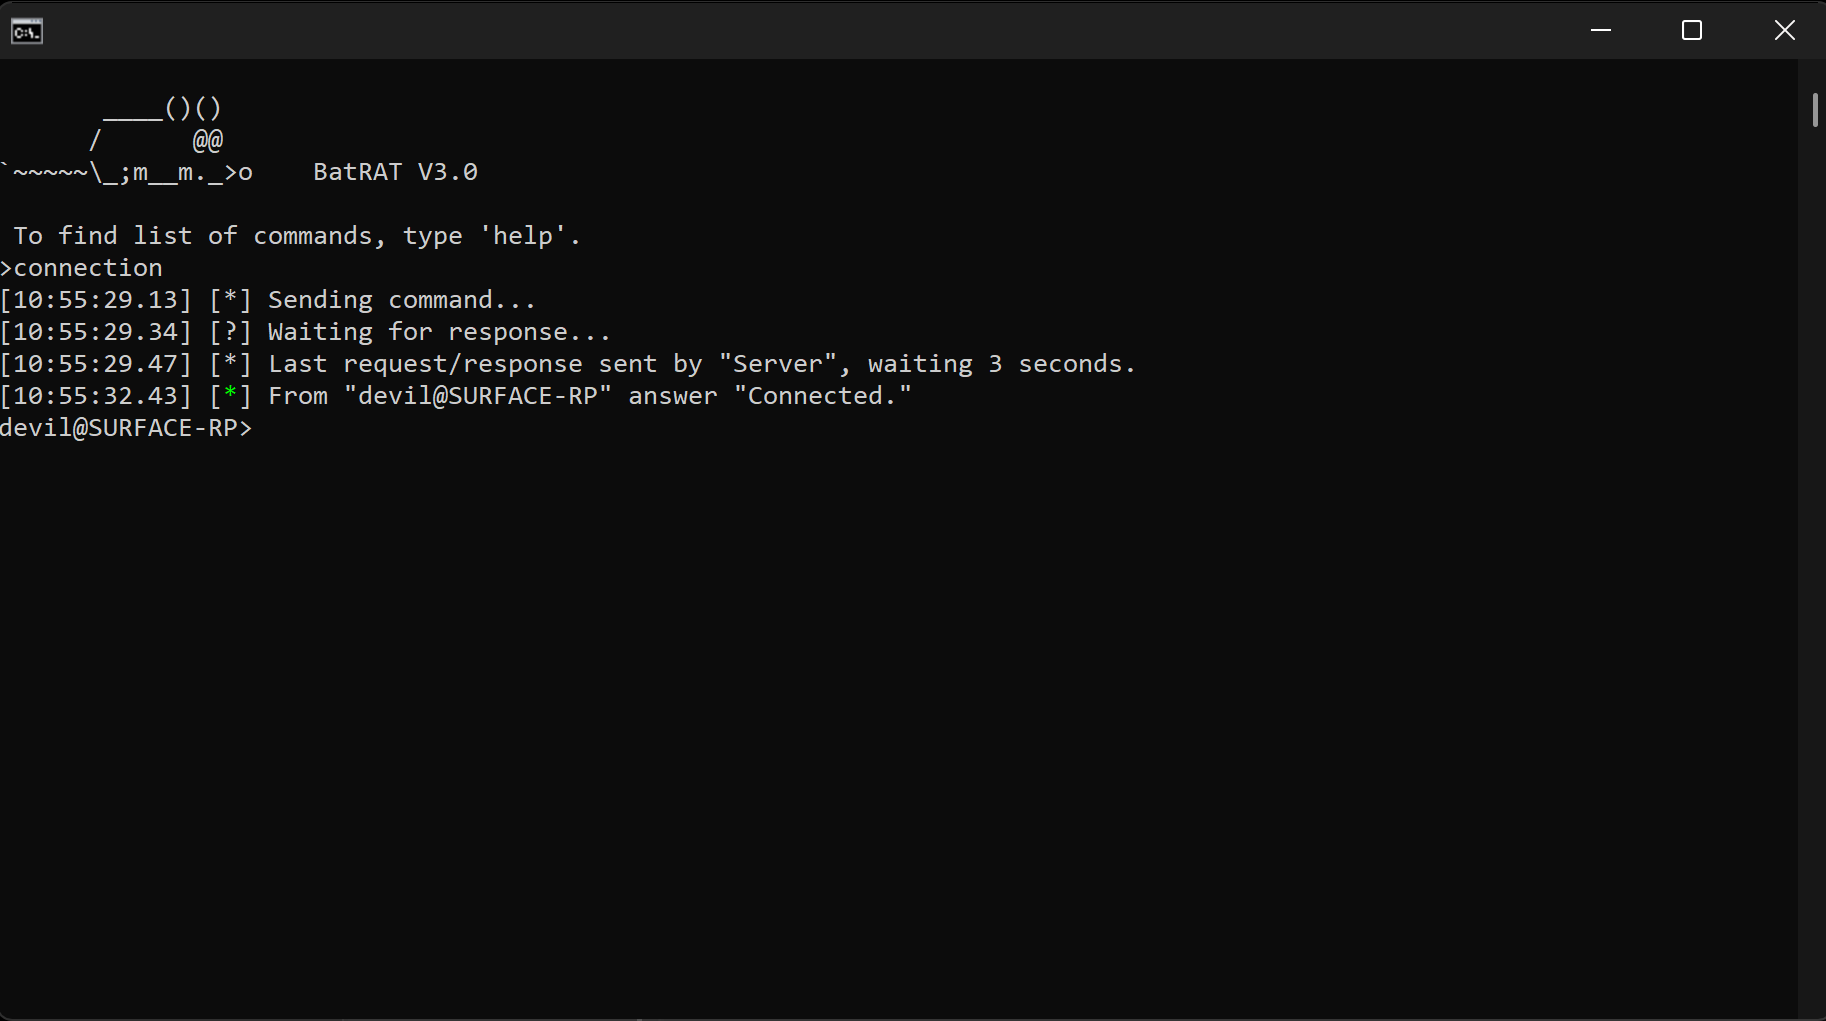 ____()()
/      @@
`~~~~~\_;m__m._>o    BatRAT V3.0
To find list of commands, type 'help'.
>connection
[10:55:29.13] [*] Sending command...
[10:55:29.34] [?] Waiting for response...
[10:55:29.47] [*] Last request/response sent by "Server", waiting 3 seconds.
[10:55:32.43] [*] From "devil@SURFACE-RP" answer "Connected."
devil@SURFACE-RP>